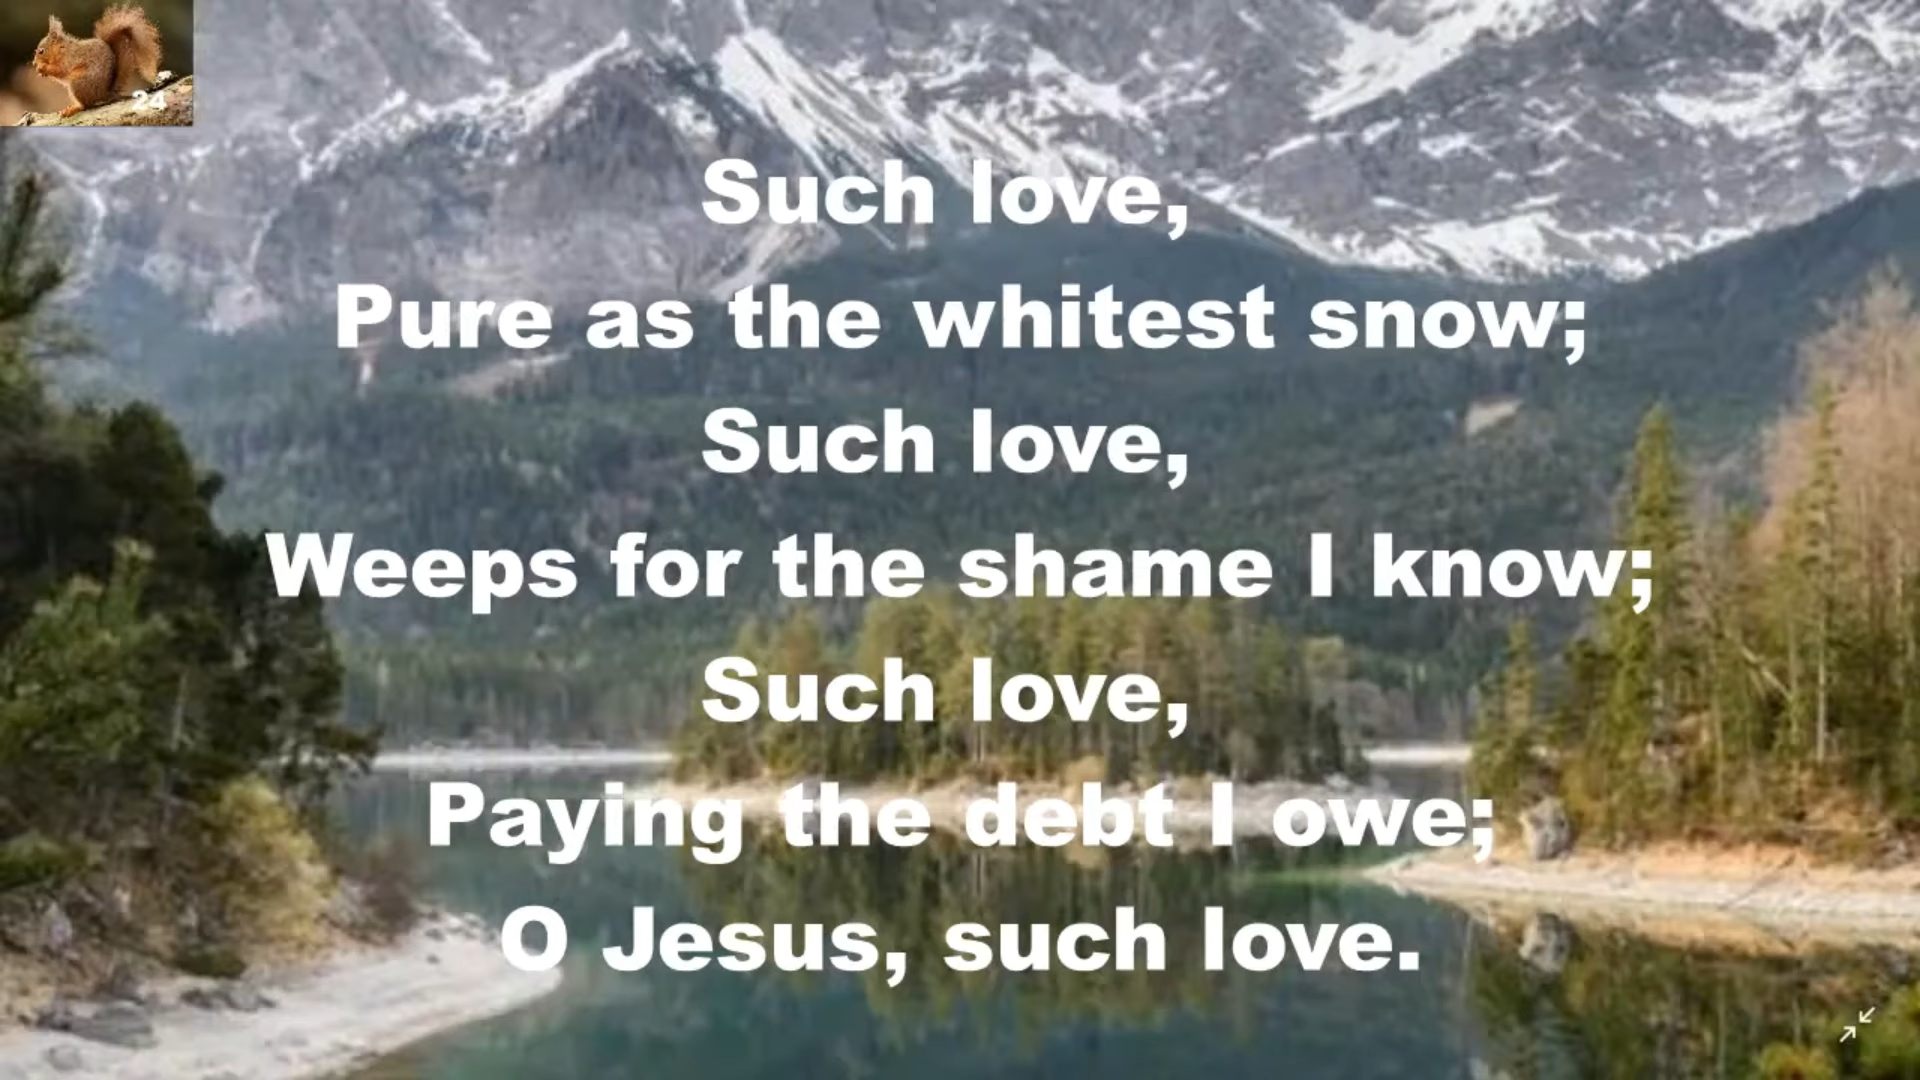 24
Such love,
Pure as the whitest snow;
Such love,
Weeps for the shame I know;
Such love,
Paying the debt I owe;
O Jesus, such love.